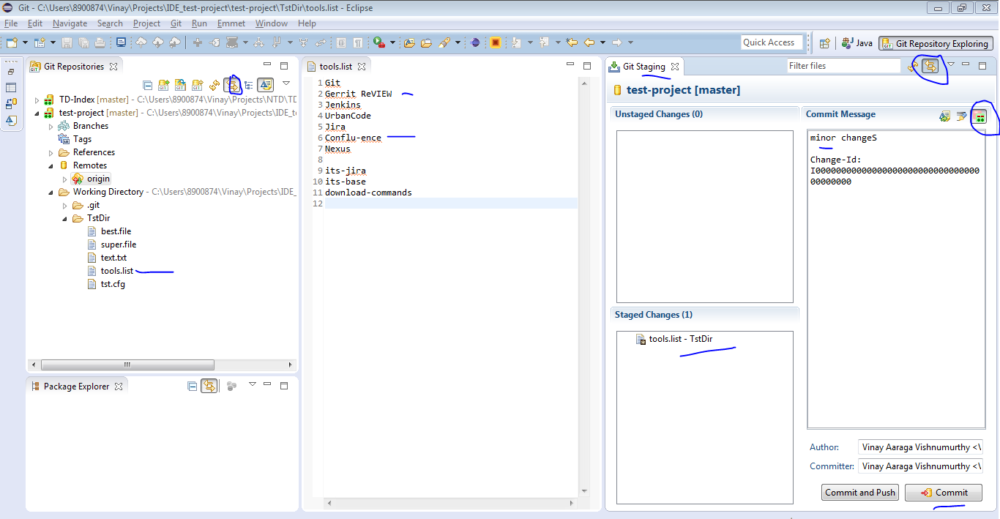 Git - C:\Users\8900874\Vinay\Projects\IDE_test-project\test-project\TstDir\tools.list - Eclipse
File Edit Navigate Search Project Git Run Emmet Window Help
Quick Access
Java
Git Repository Exploring
Git Repositories
TD-Index [master] - C:\Users\8900874\Vinay\Projects\NTD\TD
test-project [master] - C:\Users\8900874\Vinay\Projects\IDE_t
Branches
Tags
References
Remotes
origin
Working Directory - C:\Users\8900874\Vinay\Projects\IDE_
.git
TstDir
best.file
super.file
text.txt
tools.list
tst.cfg
Package Explorer
tools.list
1 Git
2 Gerrit ReVIEW
3 Jenkins
4 UrbanCode
5 Jira
6 Conflu-ence
7 Nexus
8
9 its-jira
10 its-base
11 download-commands
12
Git Staging
Filter files
test-project [master]
Unstaged Changes (0)
Staged Changes (1)
tools.list - TstDir
Commit Message
minor changeS
Change-Id:
I00000000000000000000000000000000
00000000
Author: Vinay Aaraga Vishnumurthy <\
Committer: Vinay Aaraga Vishnumurthy <\
Commit and Push
Commit